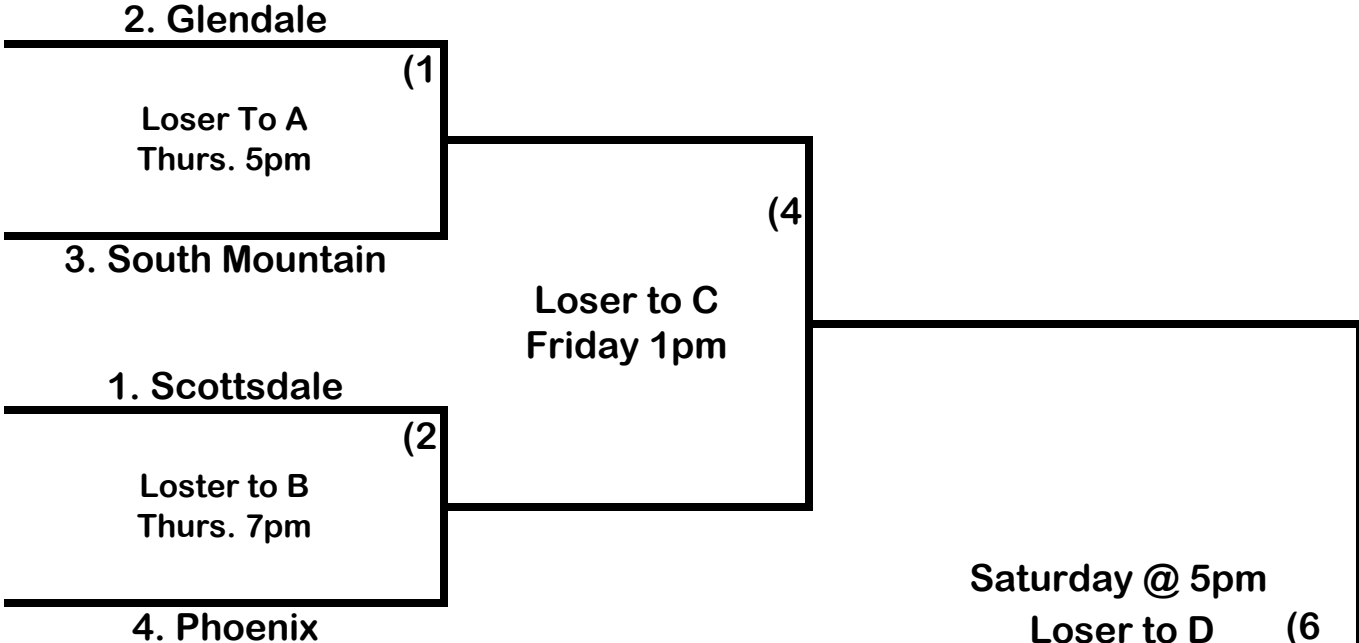 2. Glendale
(1
Loser To A
Thurs. 5pm
3. South Mountain
(4
Loser to C
Friday 1pm
1. Scottsdale
(2
Loster to B
Thurs. 7pm
4. Phoenix
Saturday @ 5pm
Loser to D (6